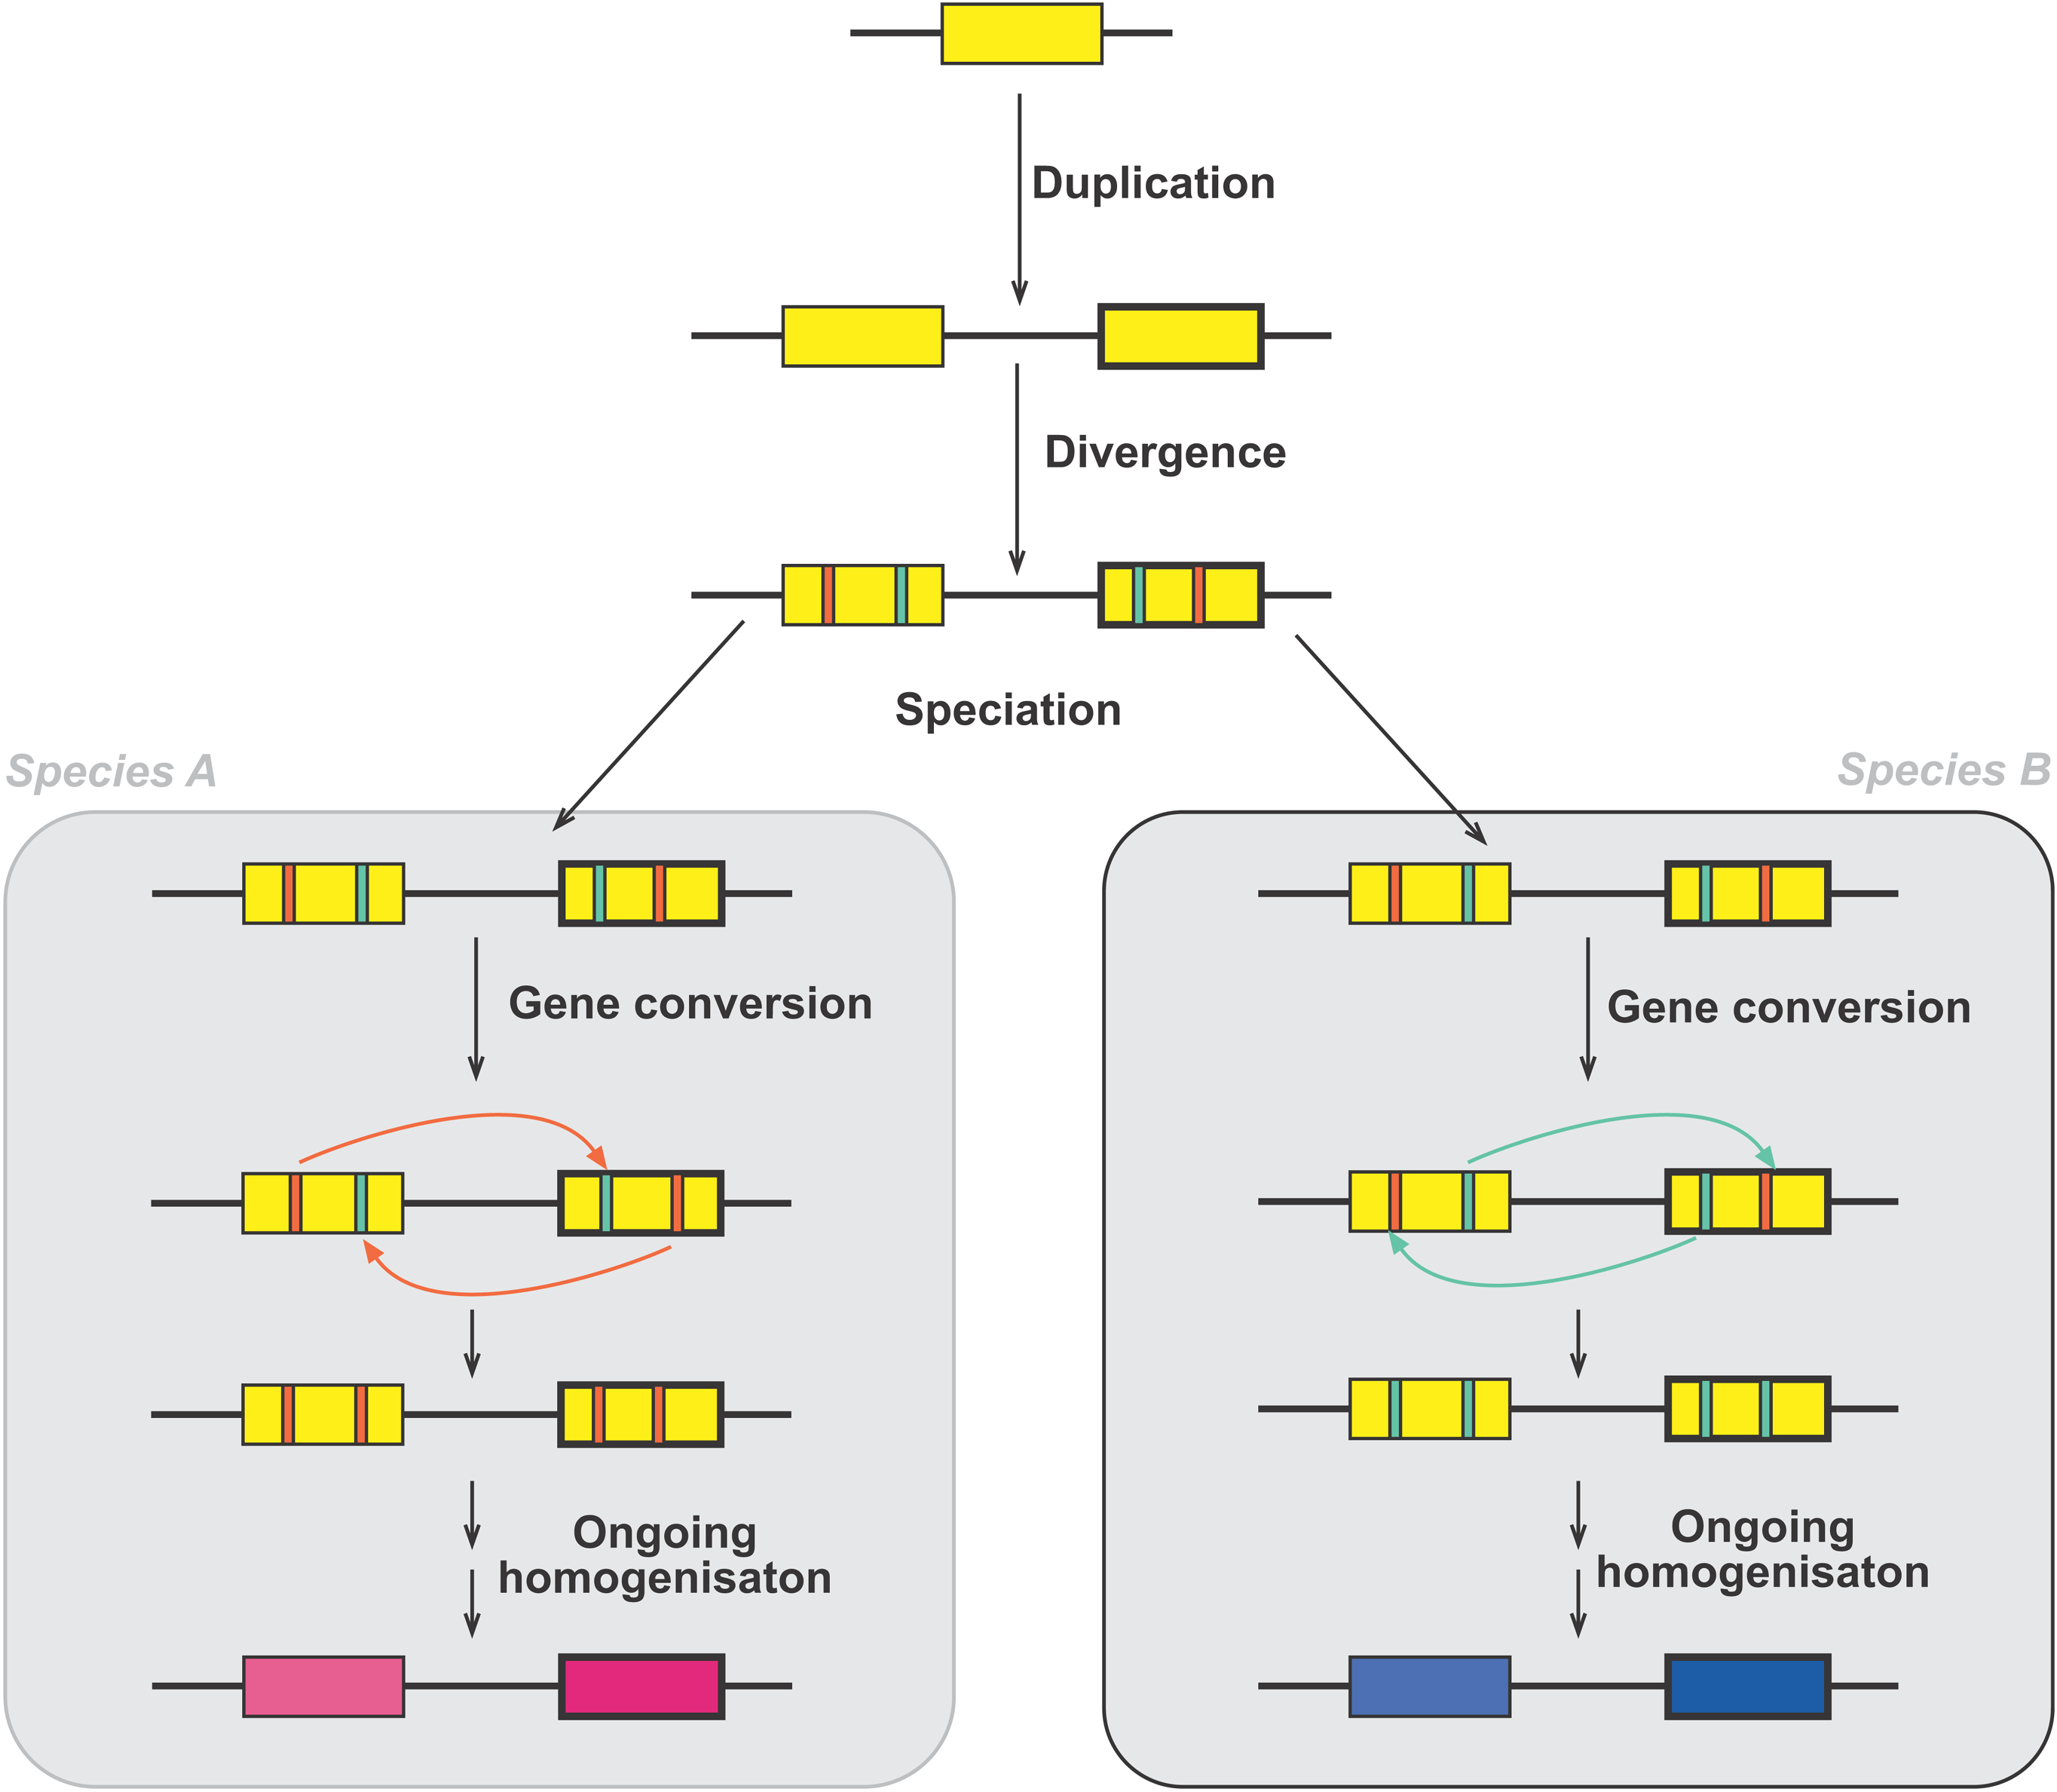 Duplication
Divergence
Speciation
Species A
Species B
Gene conversion
Gene conversion
Ongoing
homogenisaton
Ongoing
homogenisaton